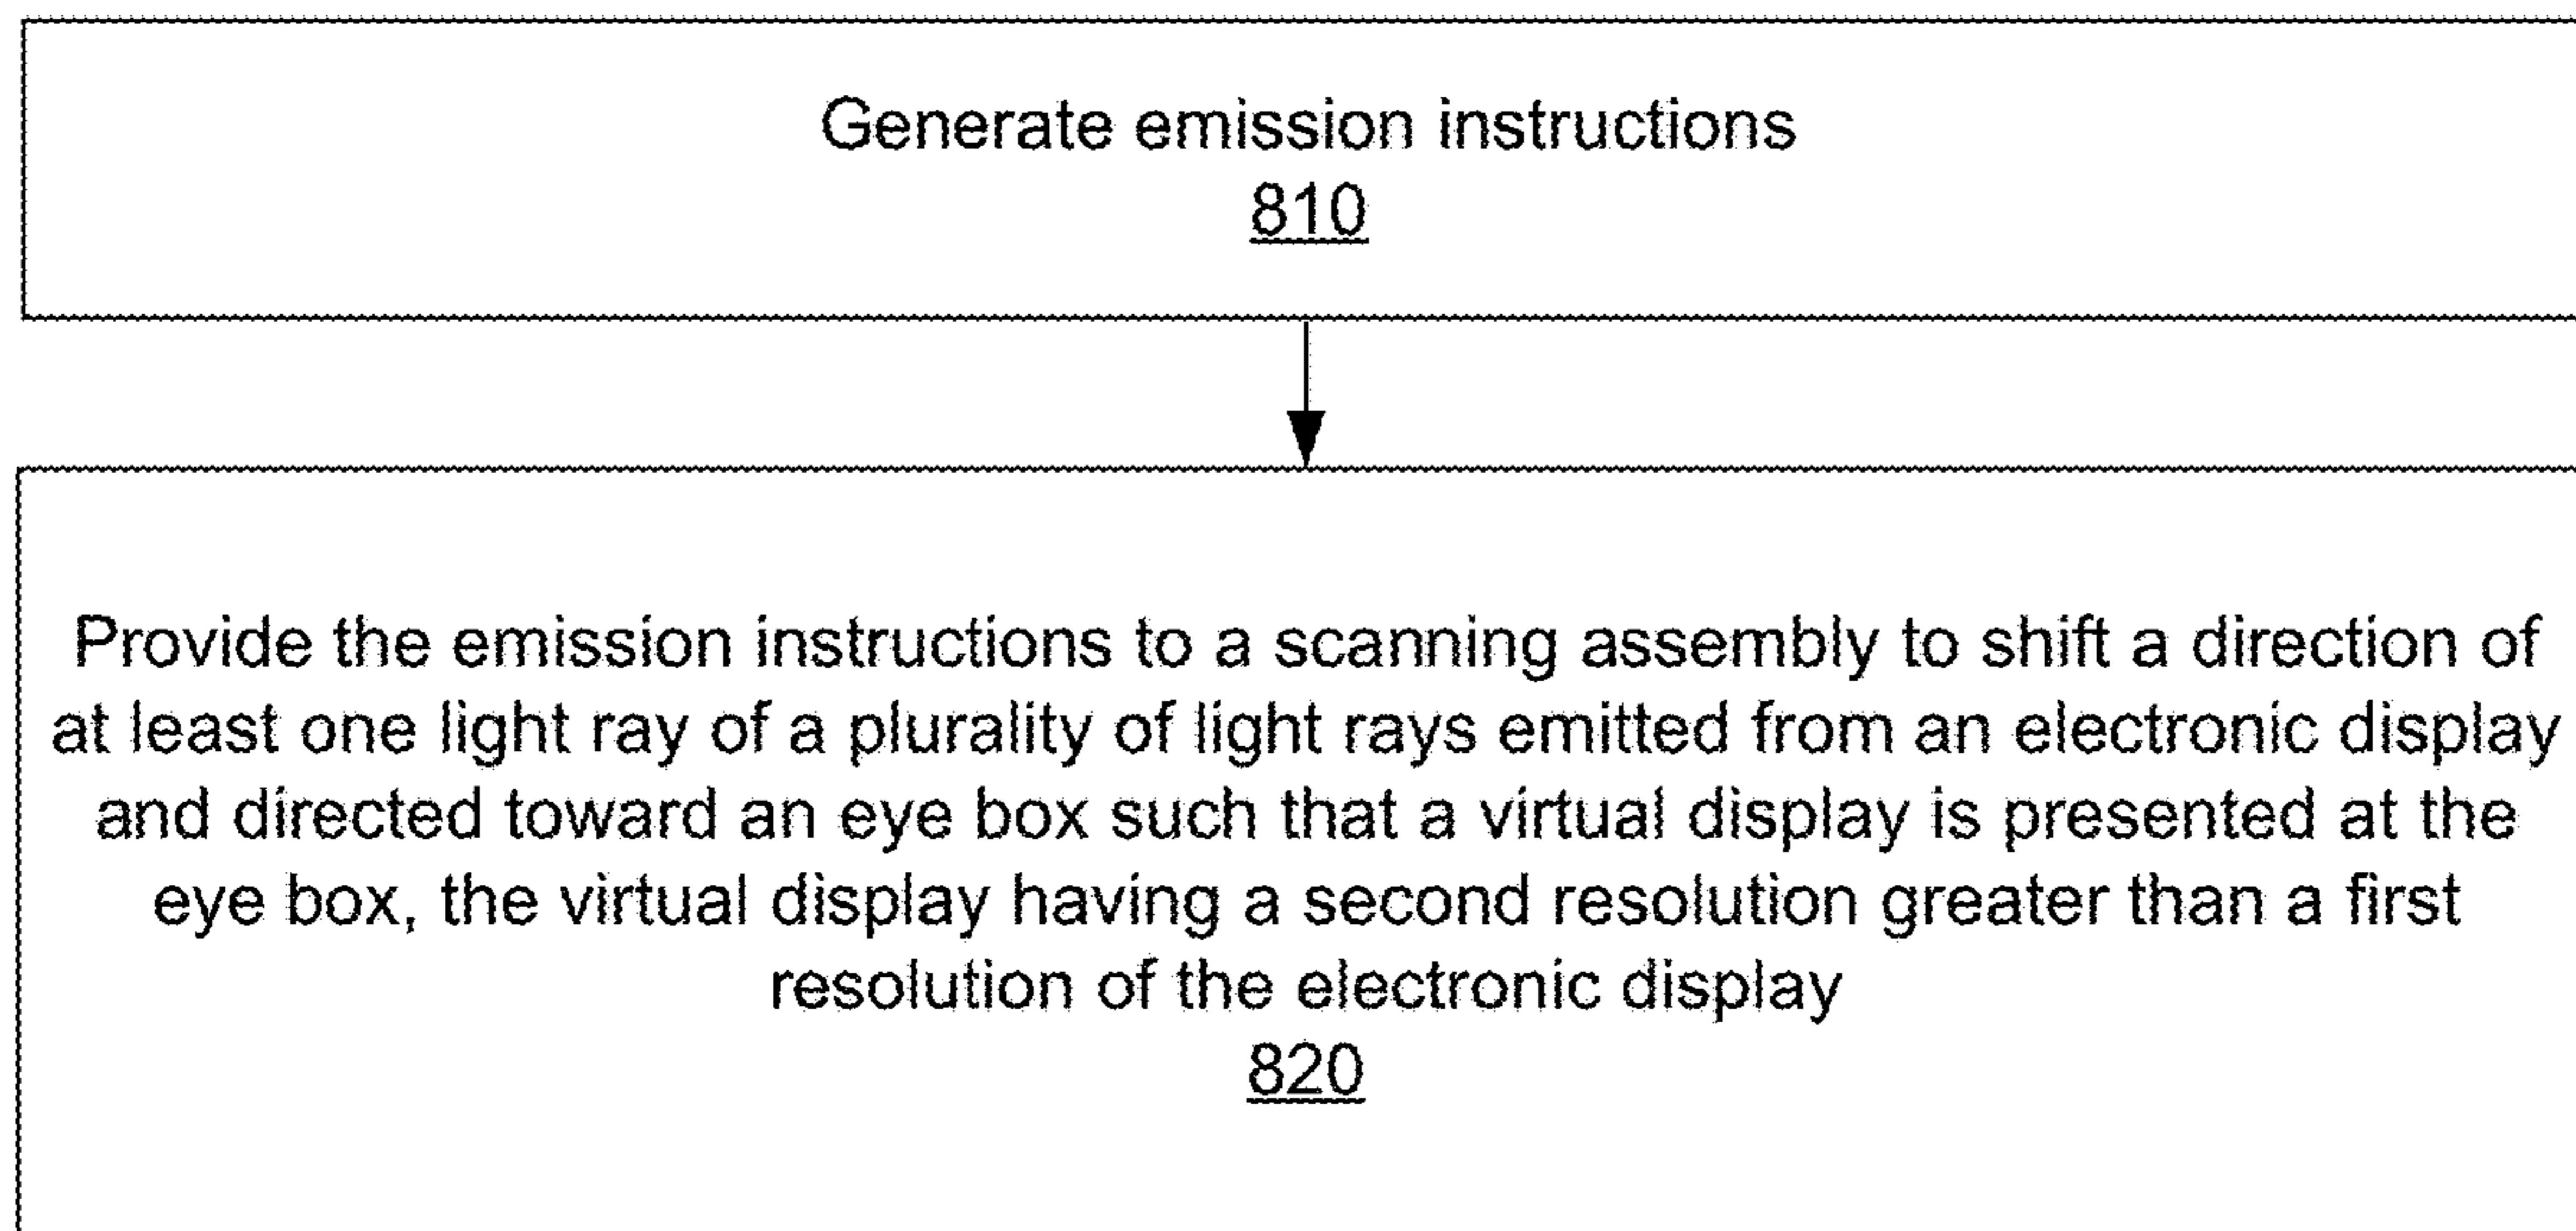 Generate emission instructions
810
Provide the emission instructions to a scanning assembly to shift a direction of
at least one light ray of a plurality of light rays emitted from an electronic display
and directed toward an eye box such that a virtual display is presented at the
eye box, the virtual display having a second resolution greater than a first
resolution of the electronic display
820